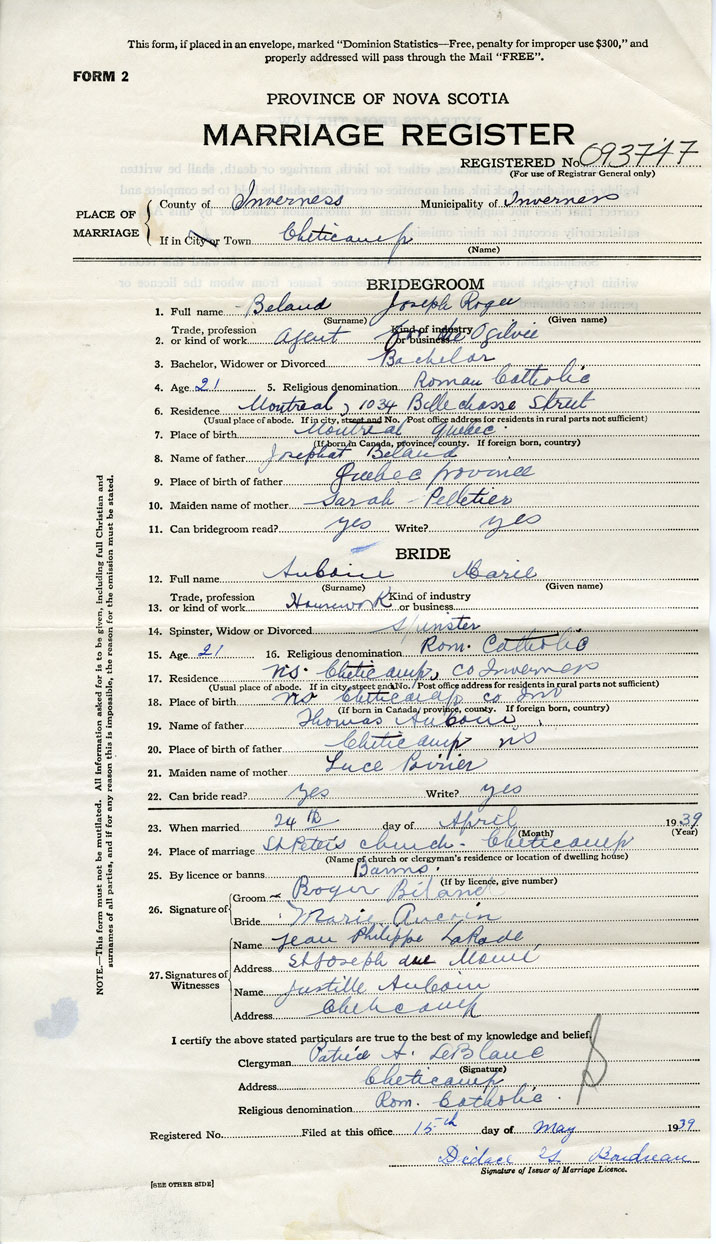 This form, if placed in an envelope, marked "Dominion Statistics—Free, penalty for improper use $300," and
properly addressed will pass through the Mail "FREE".
FORM 2
PROVINCE OF NOVA SCOTIA
MARRIAGE REGISTER
REGISTERED No. 093747
(For use of Registrar General only)
PLACE OF MARRIAGE
County of Inverness Municipality of Inverness
If in City or Town Cheticamp
(Name)
BRIDEGROOM
1. Full name Beland Joseph Roger
(Surname) (Given name)
2. Trade, profession or kind of work Agent Kind of industry or business for the Ogilvie
3. Bachelor, Widower or Divorced Bachelor
4. Age 21 5. Religious denomination Roman Catholic
6. Residence Montreal, 1034 Bellechasse Street
(Usual place of abode. If in city, street and No. Post office address for residents in rural parts not sufficient)
7. Place of birth Montreal Quebec
(If born in Canada, province, county. If foreign born, country)
8. Name of father Josephat Beland
9. Place of birth of father Quebec province
10. Maiden name of mother Sarah Pelletier
11. Can bridegroom read? yes Write? yes
BRIDE
12. Full name Aucoin Marie
(Surname) (Given name)
13. Trade, profession or kind of work Housework Kind of industry or business
14. Spinster, Widow or Divorced Spinster
15. Age 21 16. Religious denomination Rom. Catholic
17. Residence NS. Cheticamp, co Inverness
(Usual place of abode. If in city, street and No. Post office address for residents in rural parts not sufficient)
18. Place of birth NS Cheticamp co Inv
(If born in Canada, province, county. If foreign born, country)
19. Name of father Thomas Aucoin
20. Place of birth of father Cheticamp NS
21. Maiden name of mother Luce Poirier
22. Can bride read? yes Write? yes
23. When married 24th day of April 1939
(Month) (Year)
24. Place of marriage St Peter's church - Cheticamp
(Name of church or clergyman's residence or location of dwelling house)
25. By licence or banns Banns.
(If by licence, give number)
26. Signature of
Groom Roger Béland
Bride Marie Aucoin
27. Signatures of Witnesses
Name Jean Philippe LaRade
Address St Joseph du Moine
Name Justille Aucoin
Address Cheticamp
I certify the above stated particulars are true to the best of my knowledge and belief.
Clergyman Patrice A. LeBlanc
(Signature)
Address Cheticamp
Religious denomination Rom. Catholic.
Registered No. Filed at this office 15th day of May 1939
Didace Boudreau
Signature of Issuer of Marriage Licence.
[SEE OTHER SIDE]
NOTE.—This form must not be mutilated. All Information asked for is to be given, including full Christian and
surnames of all parties, and if for any reason this is impossible, the reason for the omission must be stated.